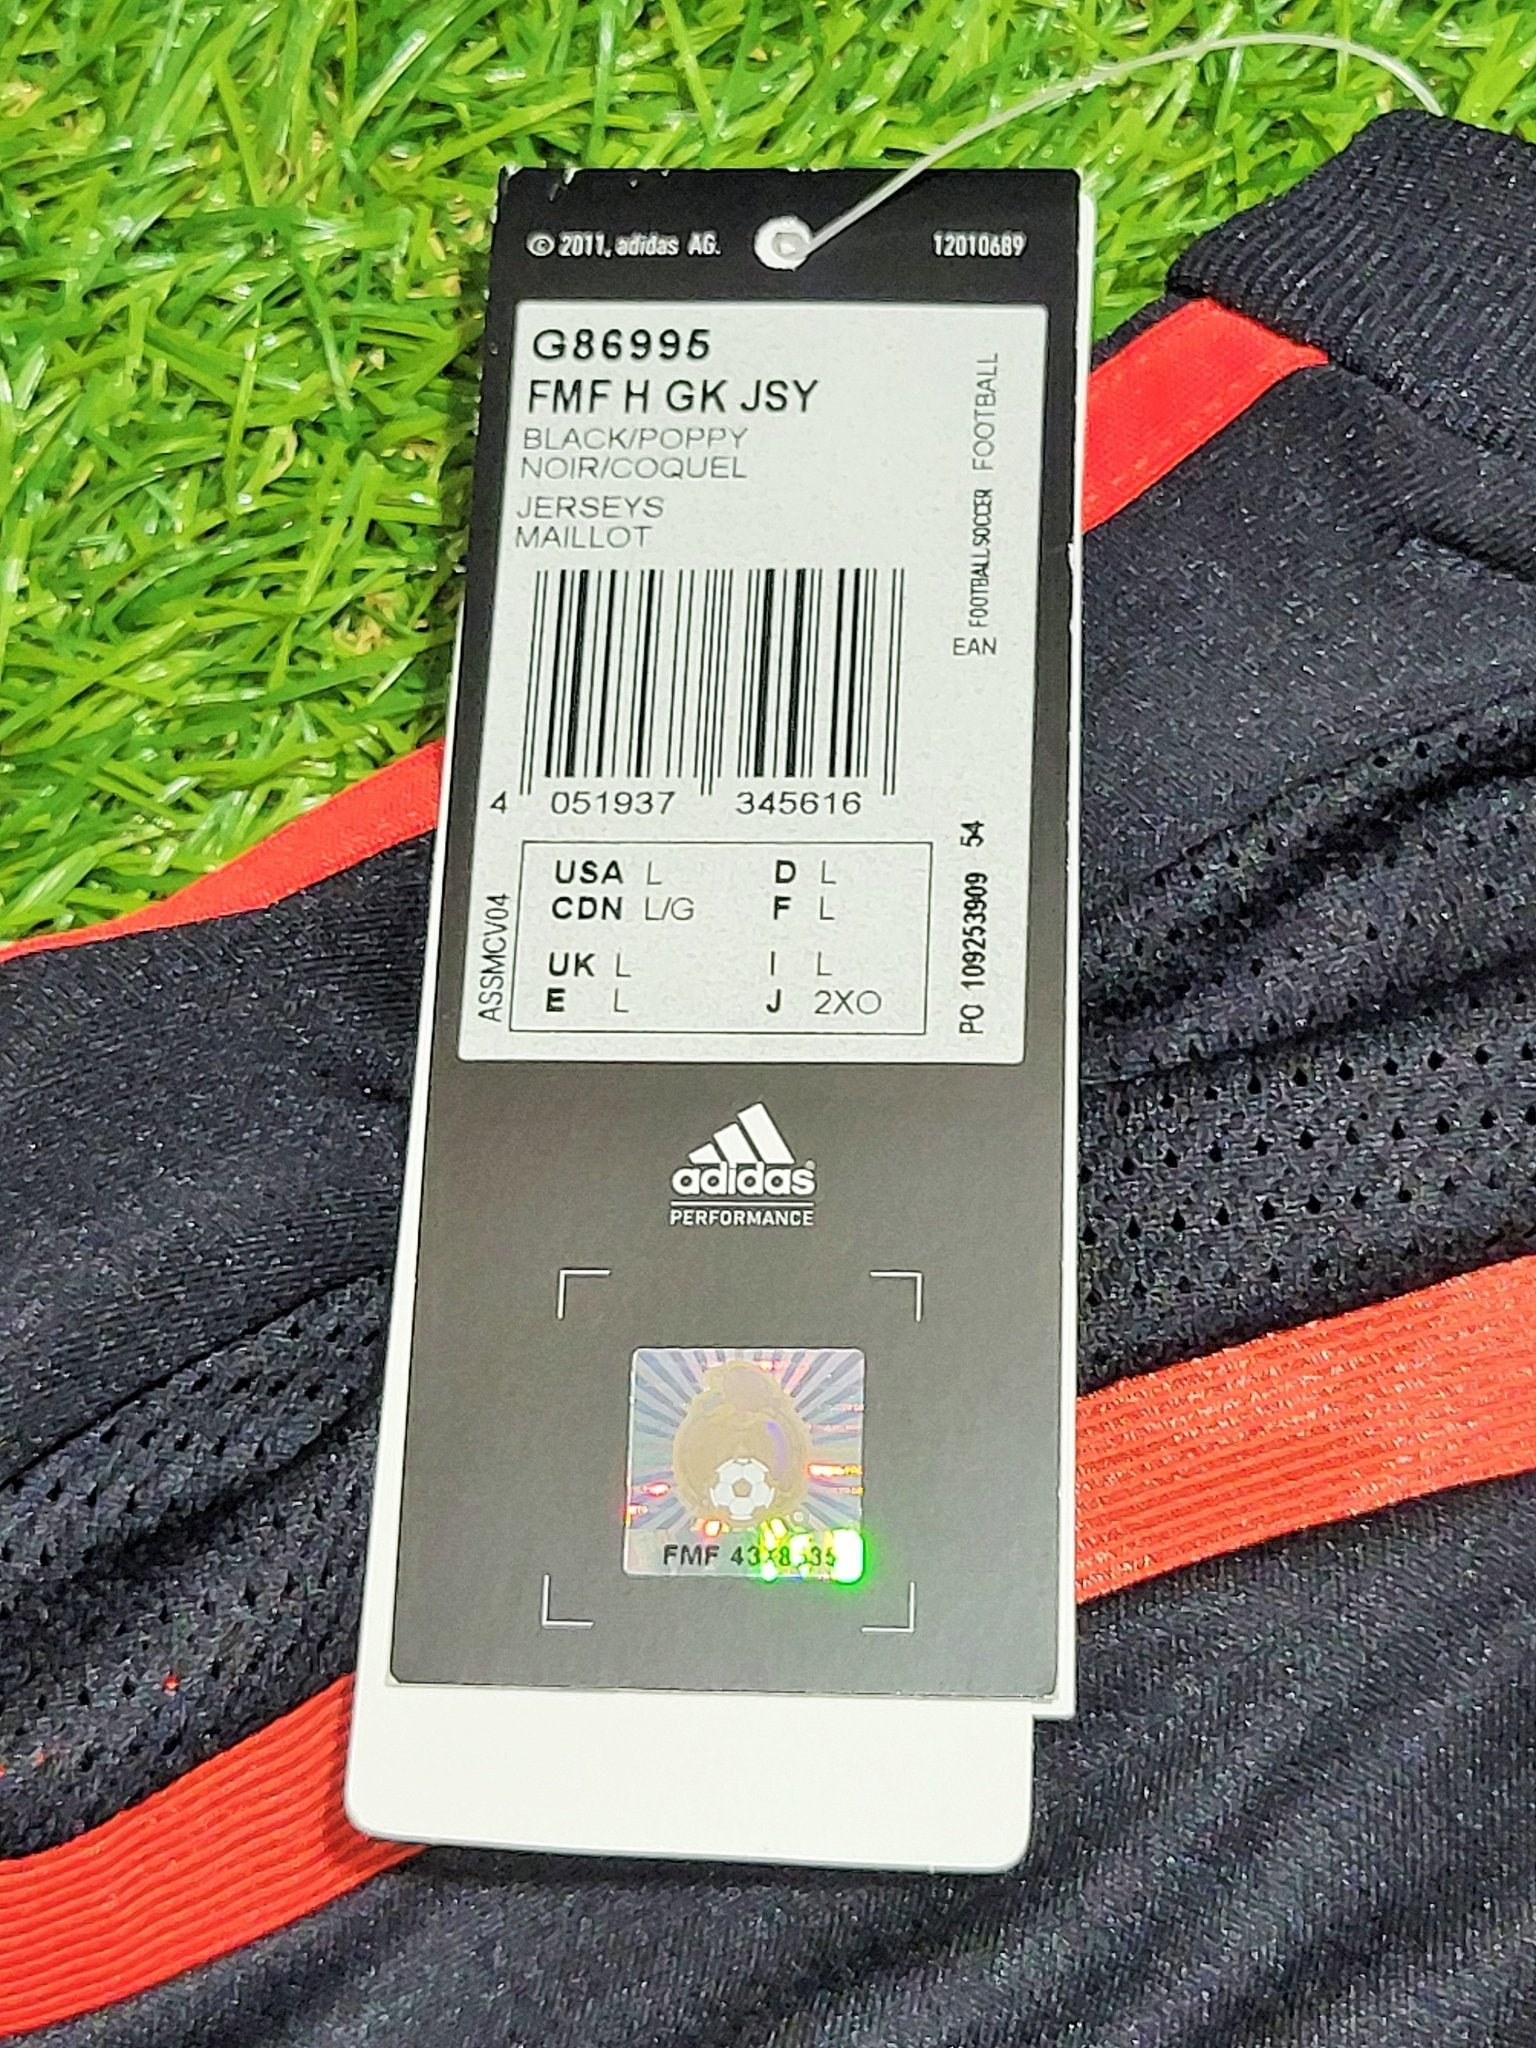 © 2011, adidas AG.
12010689
G86995
FMF H GK JSY
BLACK/POPPY
NOIR/COQUEL
JERSEYS
MAILLOT
FOOTBALL/SOCCER FOOTBALL
EAN
4 051937 345616
ASSMCV04
USA L D L
CDN L/G F L
UK L I L
E L J 2XO
PO 109253909 54
adidas
PERFORMANCE
FMF